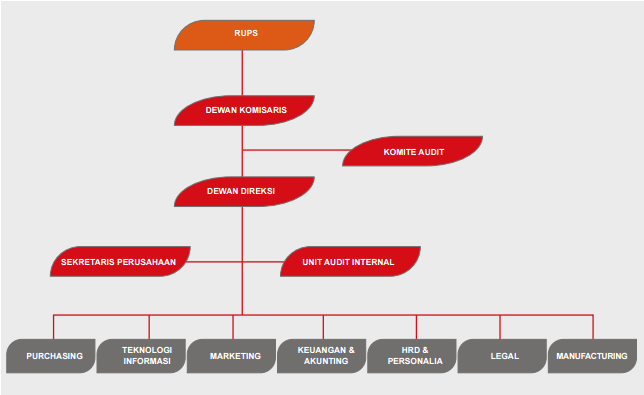 RUPS
DEWAN KOMISARIS
KOMITE AUDIT
DEWAN DIREKSI
SEKRETARIS PERUSAHAAN
UNIT AUDIT INTERNAL
PURCHASING
TEKNOLOGI
INFORMASI
MARKETING
KEUANGAN &
AKUNTING
HRD &
PERSONALIA
LEGAL
MANUFACTURING